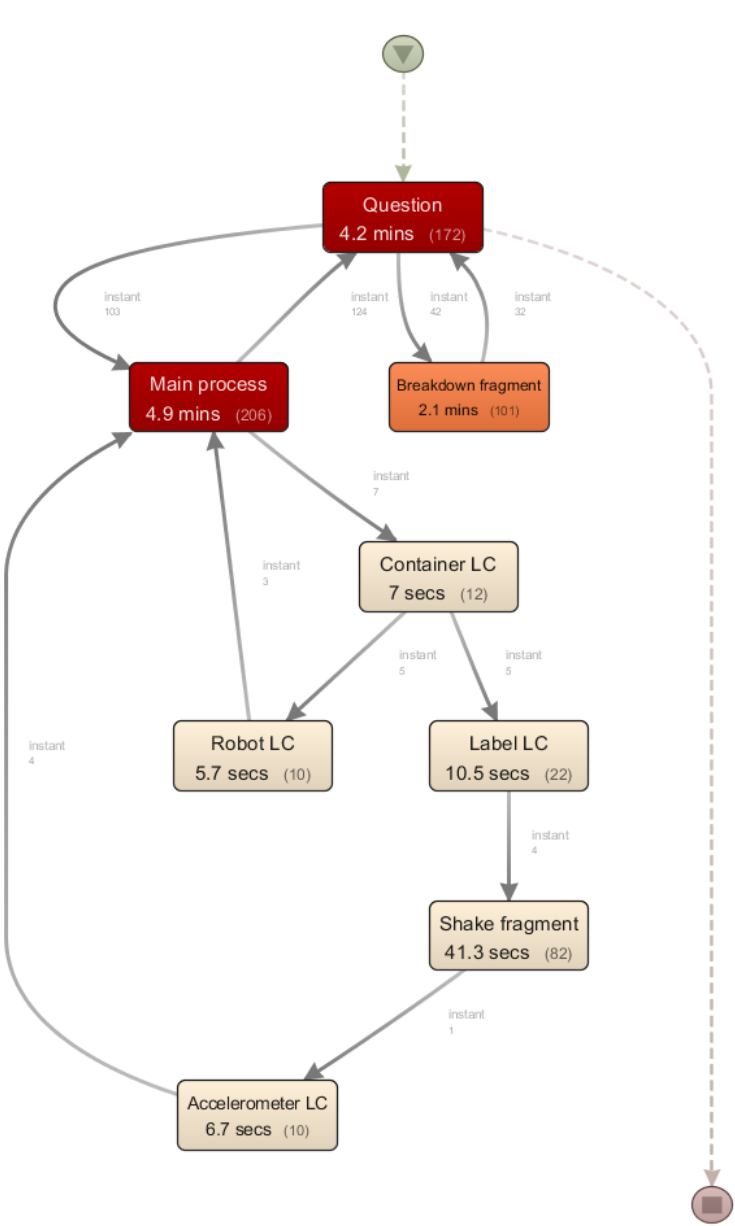 Question
4.2 mins (172)
instant
103
instant
124
instant
42
instant
32
Main process
4.9 mins (206)
Breakdown fragment
2.1 mins (101)
instant
7
Container LC
7 secs (12)
instant
3
instant
5
instant
5
Robot LC
5.7 secs (10)
Label LC
10.5 secs (22)
instant
4
instant
4
Shake fragment
41.3 secs (82)
instant
1
Accelerometer LC
6.7 secs (10)